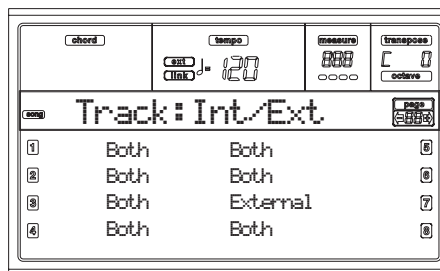 chord tempo measure transpose
ext link ♩= 120 888 C 0
octave
song Track:Int/Ext page
1 Both Both 5
2 Both Both 6
3 Both External 7
4 Both Both 8